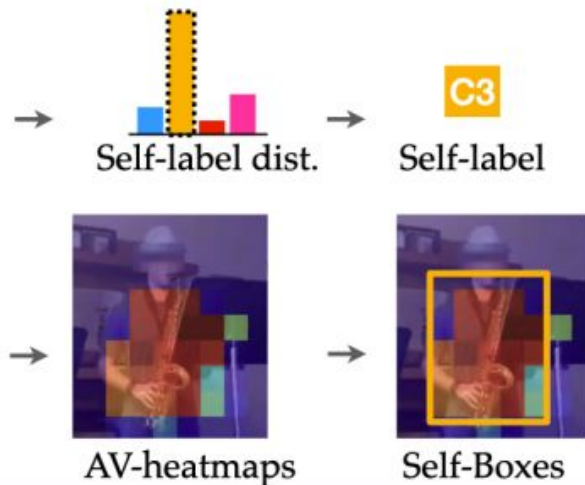 C3
Self-label dist.
Self-label
AV-heatmaps
Self-Boxes